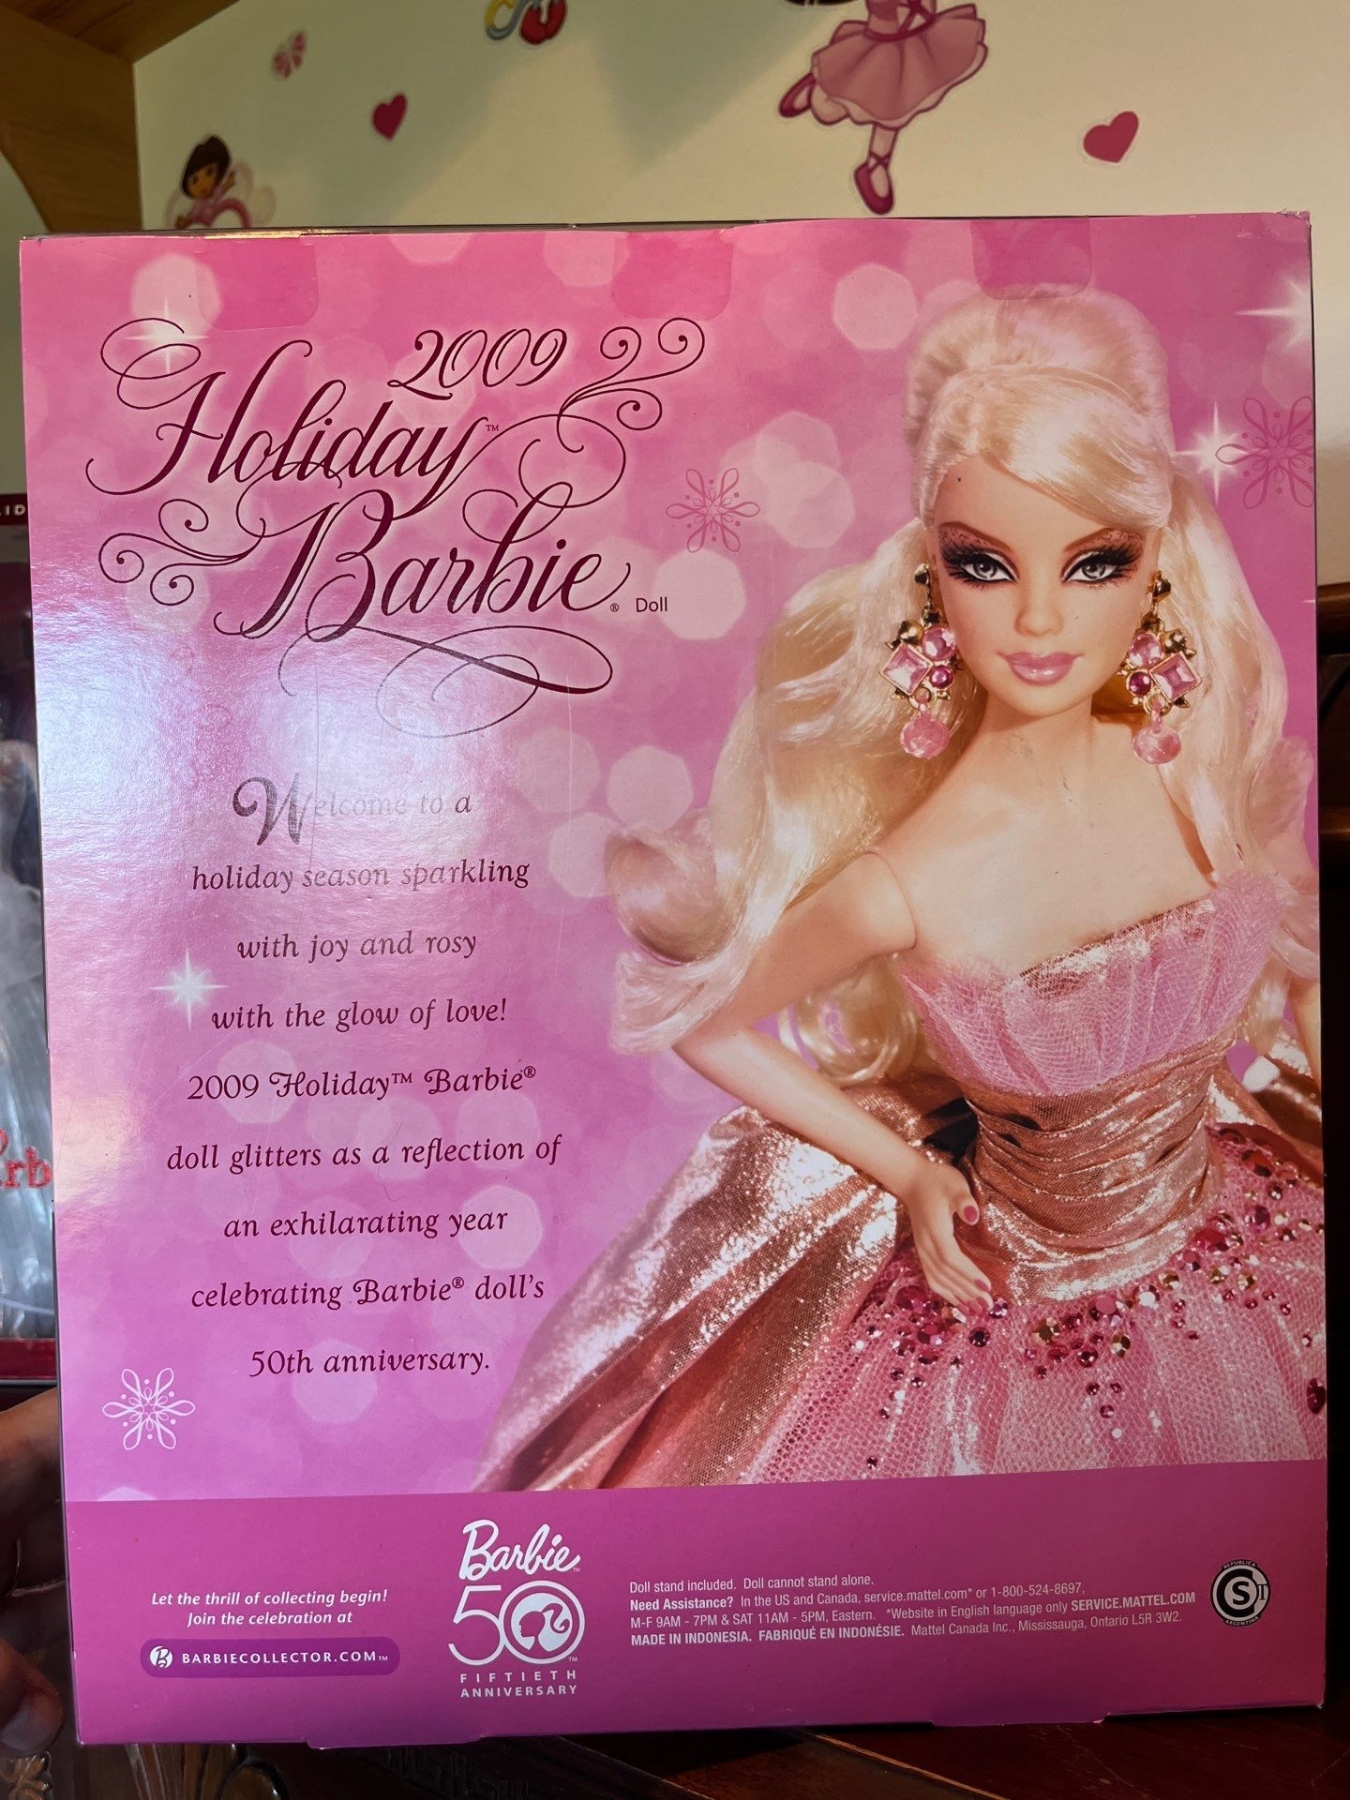 2009
Holiday™
Barbie® Doll
Welcome to a
holiday season sparkling
with joy and rosy
with the glow of love!
2009 Holiday™ Barbie®
doll glitters as a reflection of
an exhilarating year
celebrating Barbie® doll's
50th anniversary.
Let the thrill of collecting begin!
Join the celebration at
B BARBIECOLLECTOR.COM™
Barbie™
50™
FIFTIETH
ANNIVERSARY
Doll stand included. Doll cannot stand alone.
Need Assistance? In the US and Canada, service.mattel.com* or 1-800-524-8697,
M-F 9AM - 7PM & SAT 11AM - 5PM, Eastern. *Website in English language only SERVICE.MATTEL.COM
MADE IN INDONESIA. FABRIQUÉ EN INDONÉSIE. Mattel Canada Inc., Mississauga, Ontario L5R 3W2.
REPUBLICA
S
ARGENTINA
rb